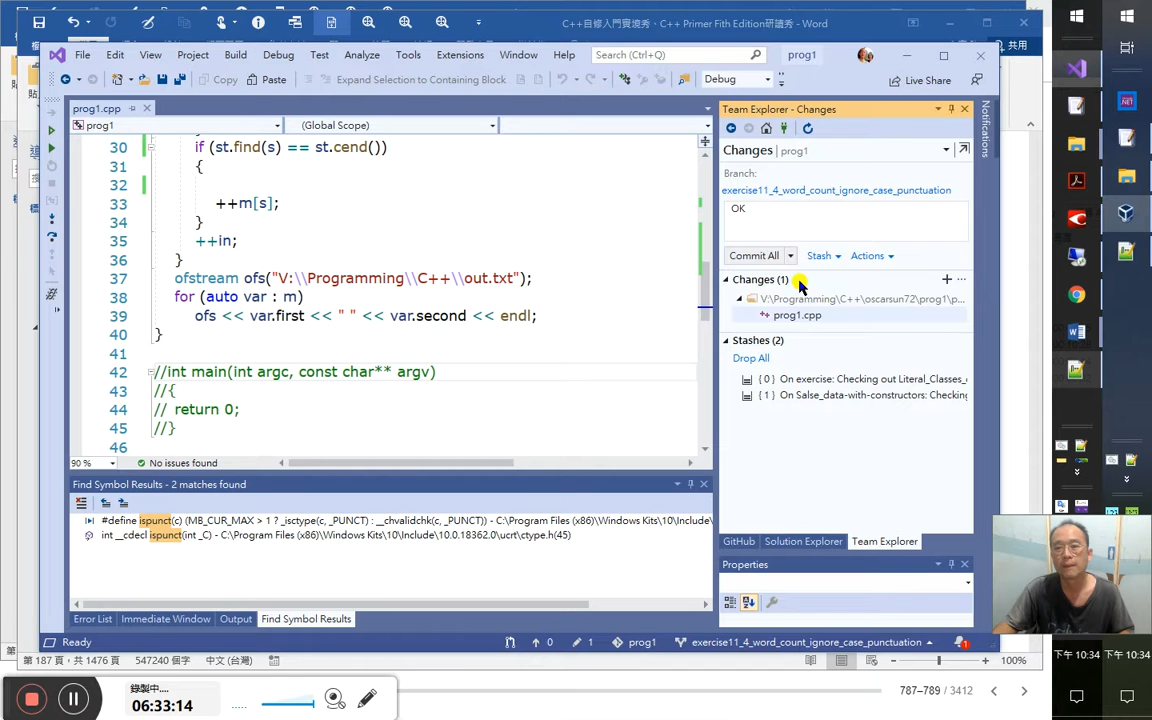 C++自修入門實境秀、C++ Primer Fith Edition研讀秀 - Word
共用
File Edit View Project Build Debug Test Analyze Tools Extensions Window Help Search (Ctrl+Q) prog1
Copy Paste Expand Selection to Containing Block Debug Live Share
prog1.cpp
prog1 (Global Scope)
30 if (st.find(s) == st.cend())
31 {
32
33 ++m[s];
34 }
35 ++in;
36 }
37 ofstream ofs("V:\\Programming\\C++\\out.txt");
38 for (auto var : m)
39 ofs << var.first << " " << var.second << endl;
40 }
41
42 //int main(int argc, const char** argv)
43 //{
44 // return 0;
45 //}
46
90 % No issues found
Find Symbol Results - 2 matches found
#define ispunct(c) (MB_CUR_MAX > 1 ? _isctype(c, _PUNCT) : __chvalidchk(c, _PUNCT)) - C:\Program Files (x86)\Windows Kits\10\Include\
int __cdecl ispunct(int _C) - C:\Program Files (x86)\Windows Kits\10\Include\10.0.18362.0\ucrt\ctype.h(45)
Error List Immediate Window Output Find Symbol Results
Team Explorer - Changes
Changes | prog1
Branch:
exercise11_4_word_count_ignore_case_punctuation
OK
Commit All Stash Actions
Changes (1)
V:\Programming\C++\oscarsun72\prog1\p...
prog1.cpp
Stashes (2)
Drop All
{ 0 } On exercise: Checking out Literal_Classes_
{ 1 } On Salse_data-with-constructors: Checking
GitHub Solution Explorer Team Explorer
Properties
Notifications
Ready 0 1 prog1 exercise11_4_word_count_ignore_case_punctuation 1
第 187 頁，共 1476 頁 547240 個字 中文 (台灣) 100%
錄製中....
06:33:14
787–789 / 3412
下午 10:34 下午 10:34